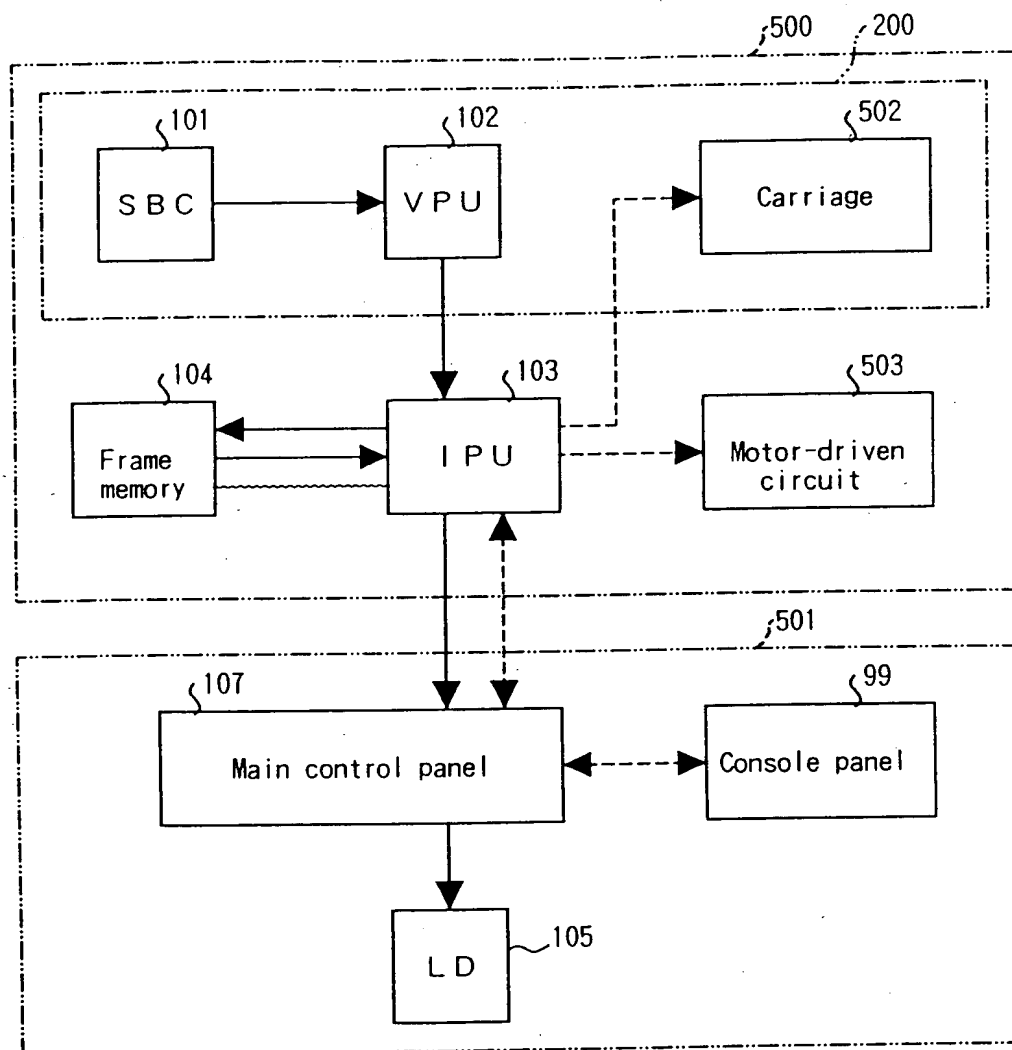 500
200
101
102
502
SBC
VPU
Carriage
104
103
503
Frame
memory
IPU
Motor-driven
circuit
501
107
99
Main control panel
Console panel
105
LD